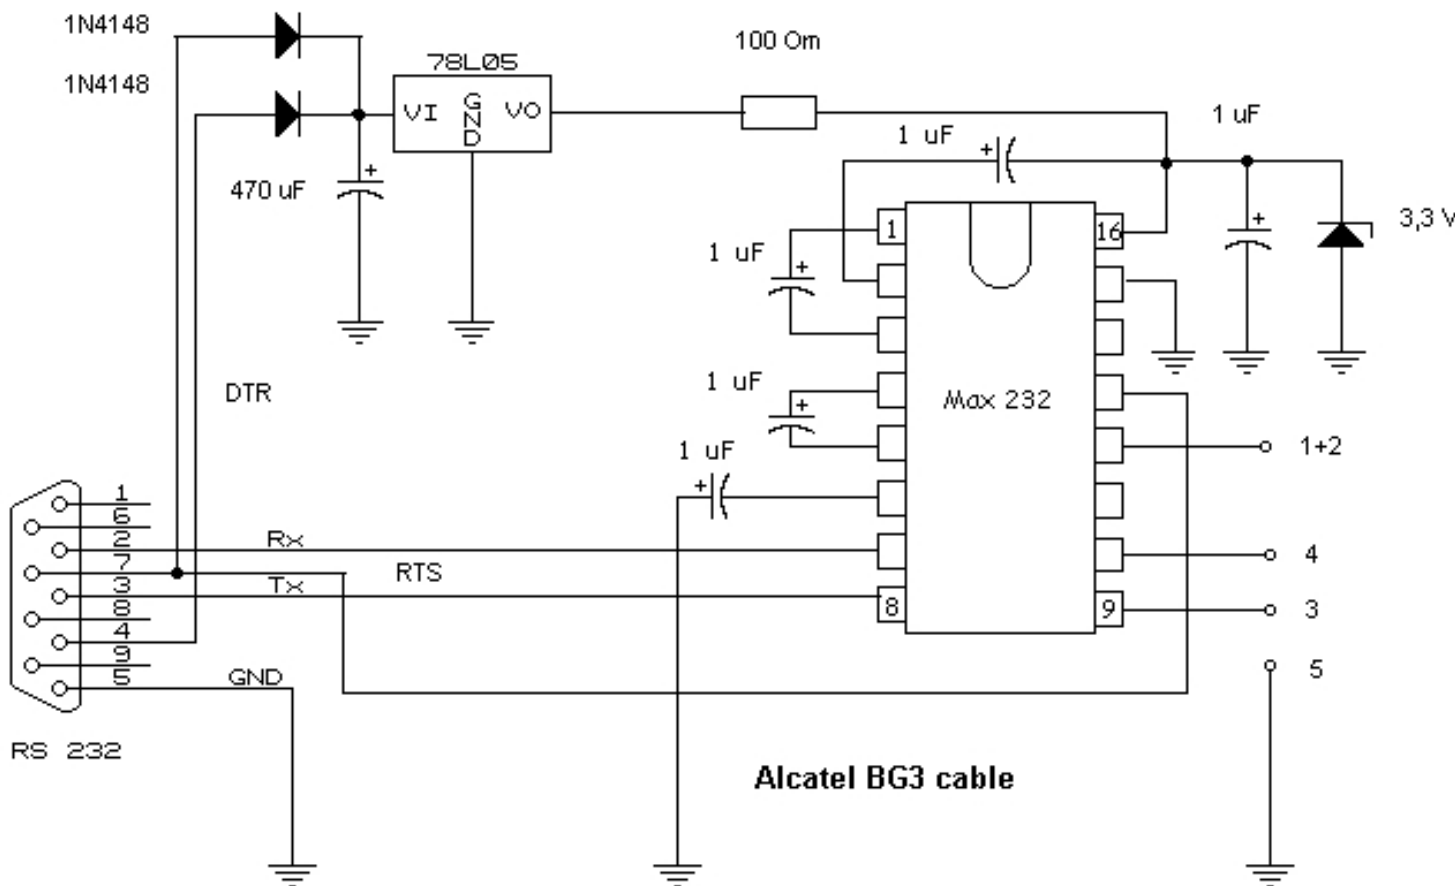 1N4148
1N4148
78L05
VI
GND
VO
100 Om
470 uF
1 uF
1 uF
3,3 V
1
16
1 uF
1 uF
Max 232
1 uF
DTR
1+2
1
6
2
7
3
8
4
9
5
Rx
RTS
Tx
GND
8
9
4
3
5
RS 232
Alcatel BG3 cable